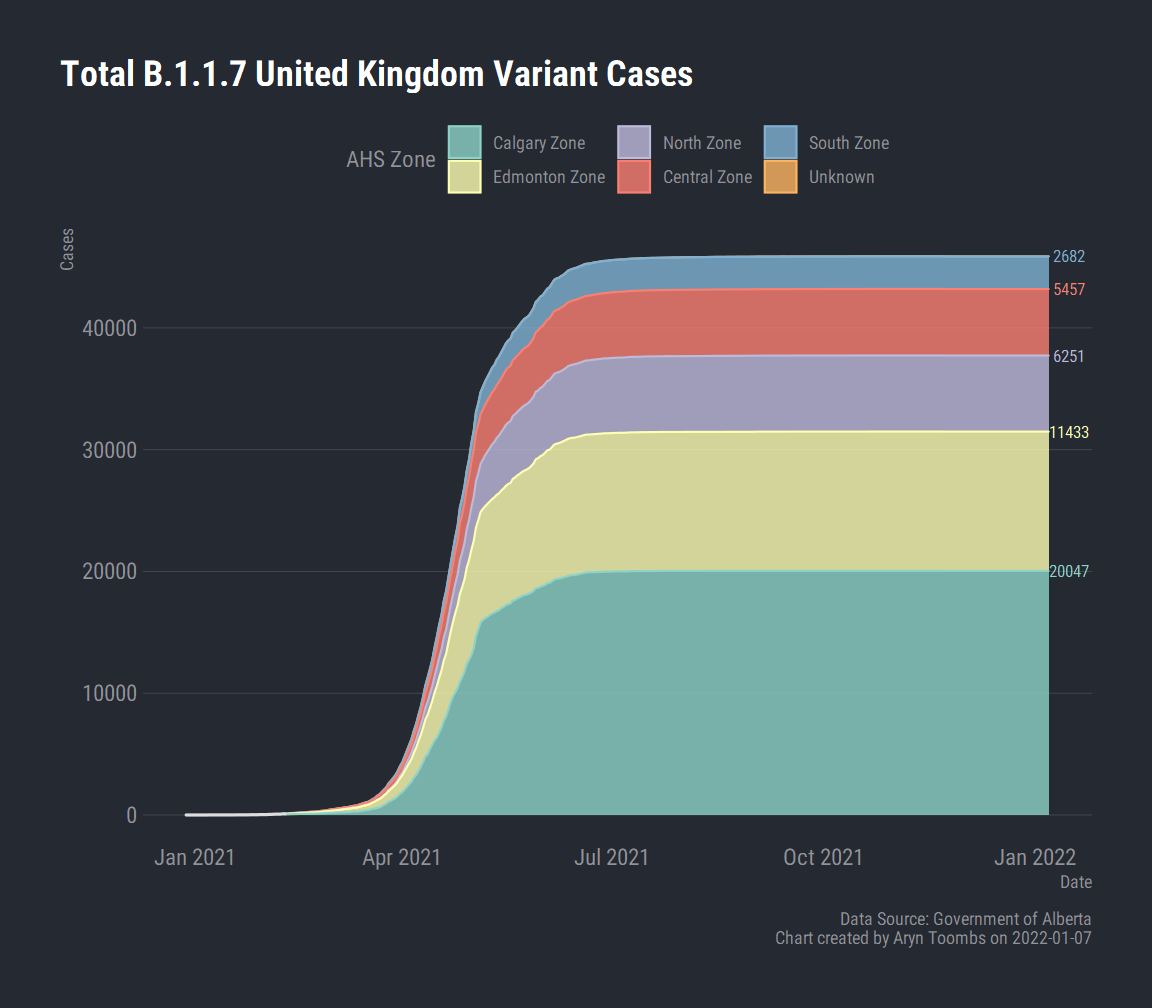 Total B.1.1.7 United Kingdom Variant Cases
AHS Zone
Calgary Zone North Zone South Zone
Edmonton Zone Central Zone Unknown
Cases
2682
5457
40000
6251
11433
30000
20000
20047
10000
0
Jan 2021 Apr 2021 Jul 2021 Oct 2021 Jan 2022
Date
Data Source: Government of Alberta
Chart created by Aryn Toombs on 2022-01-07